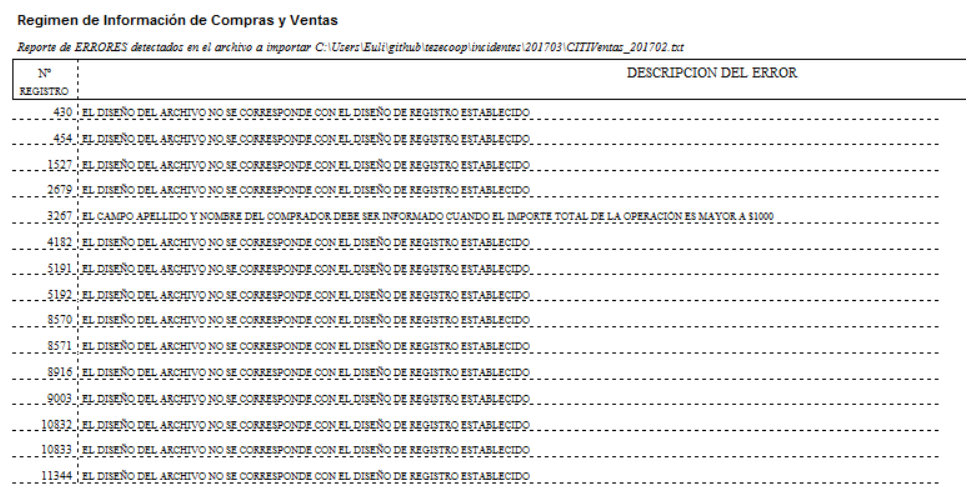 Regimen de Información de Compras y Ventas
Reporte de ERRORES detectados en el archivo a importar C:\Users\Euli\github\tezecoop\incidentes\201703\CITIVentas_201702.txt
Nº REGISTRO DESCRIPCION DEL ERROR
430 EL DISEÑO DEL ARCHIVO NO SE CORRESPONDE CON EL DISEÑO DE REGISTRO ESTABLECIDO
454 EL DISEÑO DEL ARCHIVO NO SE CORRESPONDE CON EL DISEÑO DE REGISTRO ESTABLECIDO
1527 EL DISEÑO DEL ARCHIVO NO SE CORRESPONDE CON EL DISEÑO DE REGISTRO ESTABLECIDO
2679 EL DISEÑO DEL ARCHIVO NO SE CORRESPONDE CON EL DISEÑO DE REGISTRO ESTABLECIDO
3267 EL CAMPO APELLIDO Y NOMBRE DEL COMPRADOR DEBE SER INFORMADO CUANDO EL IMPORTE TOTAL DE LA OPERACIÓN ES MAYOR A $1000
4182 EL DISEÑO DEL ARCHIVO NO SE CORRESPONDE CON EL DISEÑO DE REGISTRO ESTABLECIDO
5191 EL DISEÑO DEL ARCHIVO NO SE CORRESPONDE CON EL DISEÑO DE REGISTRO ESTABLECIDO
5192 EL DISEÑO DEL ARCHIVO NO SE CORRESPONDE CON EL DISEÑO DE REGISTRO ESTABLECIDO
8570 EL DISEÑO DEL ARCHIVO NO SE CORRESPONDE CON EL DISEÑO DE REGISTRO ESTABLECIDO
8571 EL DISEÑO DEL ARCHIVO NO SE CORRESPONDE CON EL DISEÑO DE REGISTRO ESTABLECIDO
8916 EL DISEÑO DEL ARCHIVO NO SE CORRESPONDE CON EL DISEÑO DE REGISTRO ESTABLECIDO
9003 EL DISEÑO DEL ARCHIVO NO SE CORRESPONDE CON EL DISEÑO DE REGISTRO ESTABLECIDO
10832 EL DISEÑO DEL ARCHIVO NO SE CORRESPONDE CON EL DISEÑO DE REGISTRO ESTABLECIDO
10833 EL DISEÑO DEL ARCHIVO NO SE CORRESPONDE CON EL DISEÑO DE REGISTRO ESTABLECIDO
11344 EL DISEÑO DEL ARCHIVO NO SE CORRESPONDE CON EL DISEÑO DE REGISTRO ESTABLECIDO